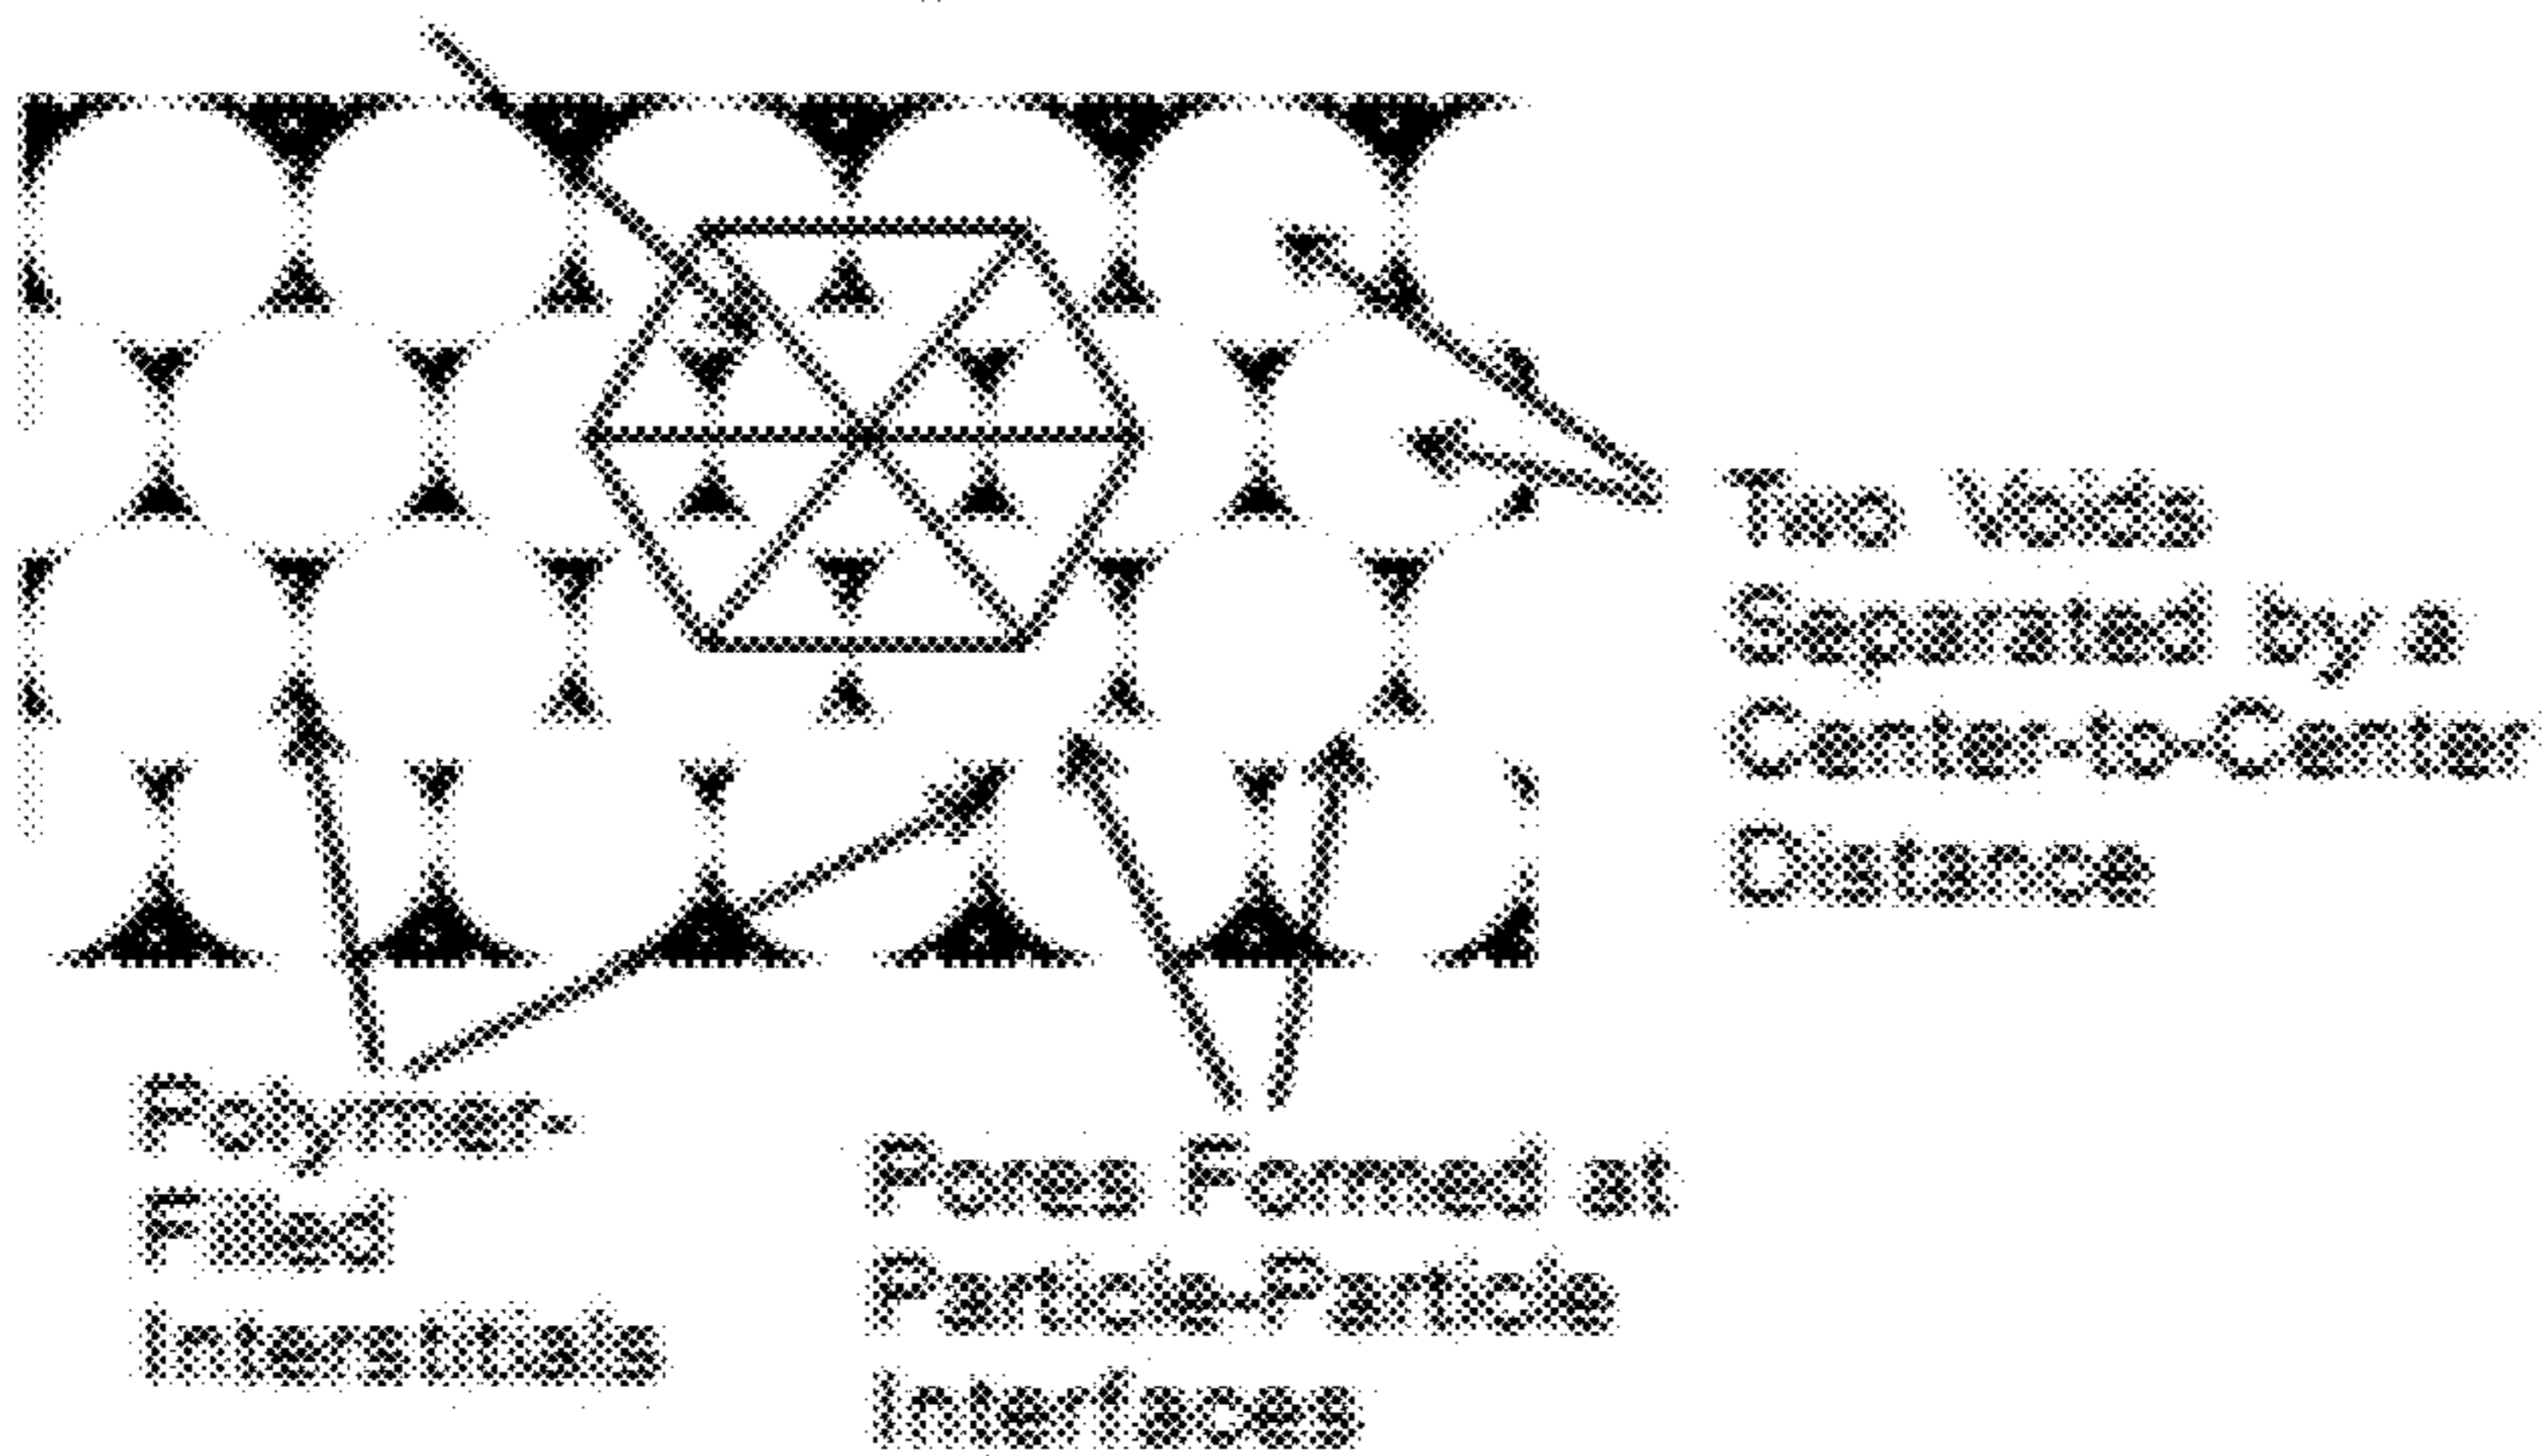 Two Voids
Separated by a
Center-to-Center
Distance
Polymer-
Filled
Interstitials
Pores Formed at
Particle-Particle
Interfaces